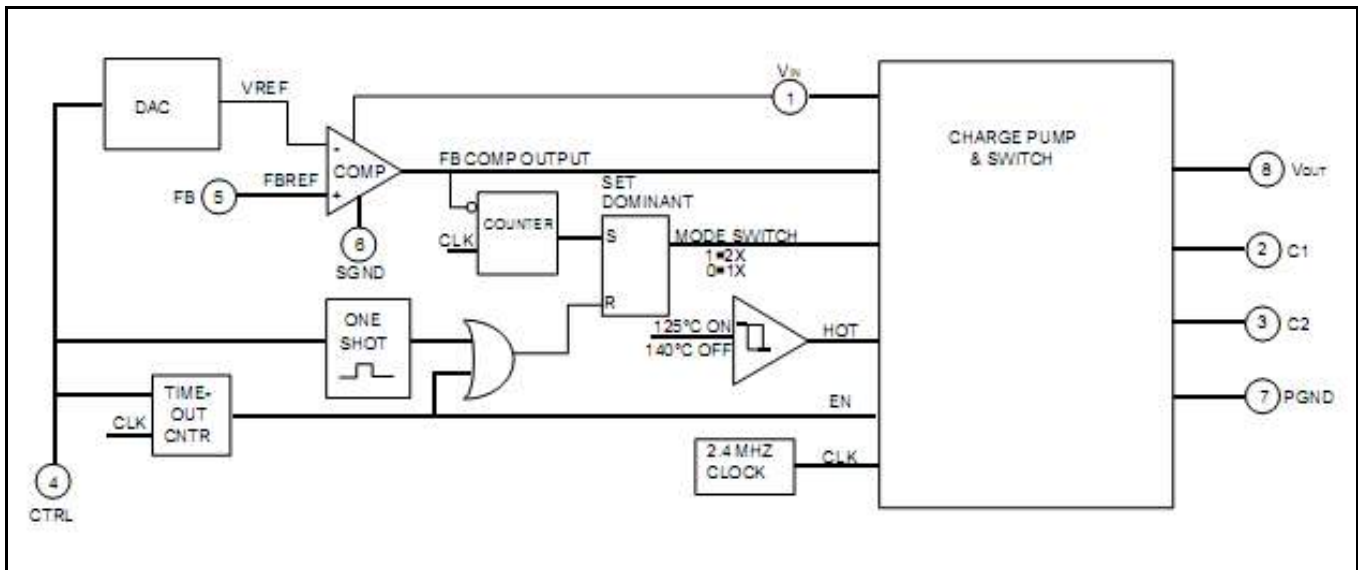 DAC
VREF
-
COMP
+
FBREF
FB
5
6
SGND
VIN
1
FB COMP OUTPUT
COUNTER
CLK
SET
DOMINANT
S
R
MODE SWITCH
1=2X
0=1X
CHARGE PUMP
& SWITCH
8
VOUT
2
C1
3
C2
7
PGND
ONE
SHOT
125°C ON
140°C OFF
HOT
TIME-
OUT
CNTR
CLK
EN
2.4 MHZ
CLOCK
CLK
4
CTRL